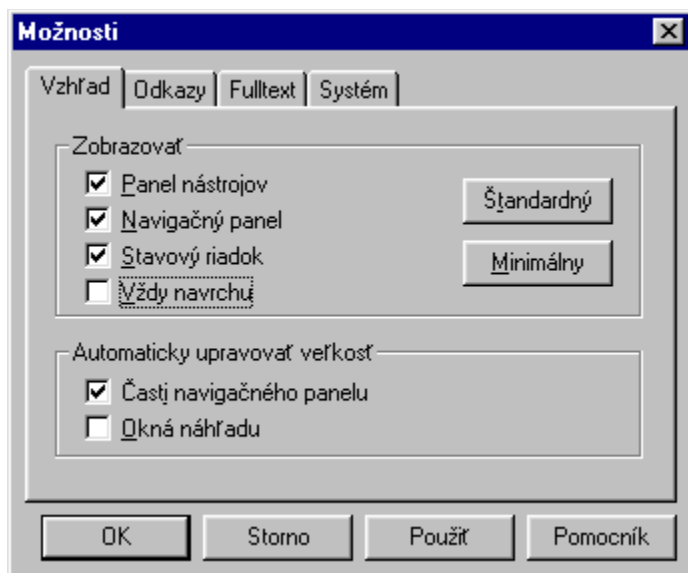 Možnosti
Vzhľad Odkazy Fulltext Systém
Zobrazovať
Panel nástrojov
Navigačný panel
Stavový riadok
Vždy navrchu
Štandardný
Minimálny
Automaticky upravovať veľkosť
Časti navigačného panelu
Okná náhľadu
OK Storno Použiť Pomocník